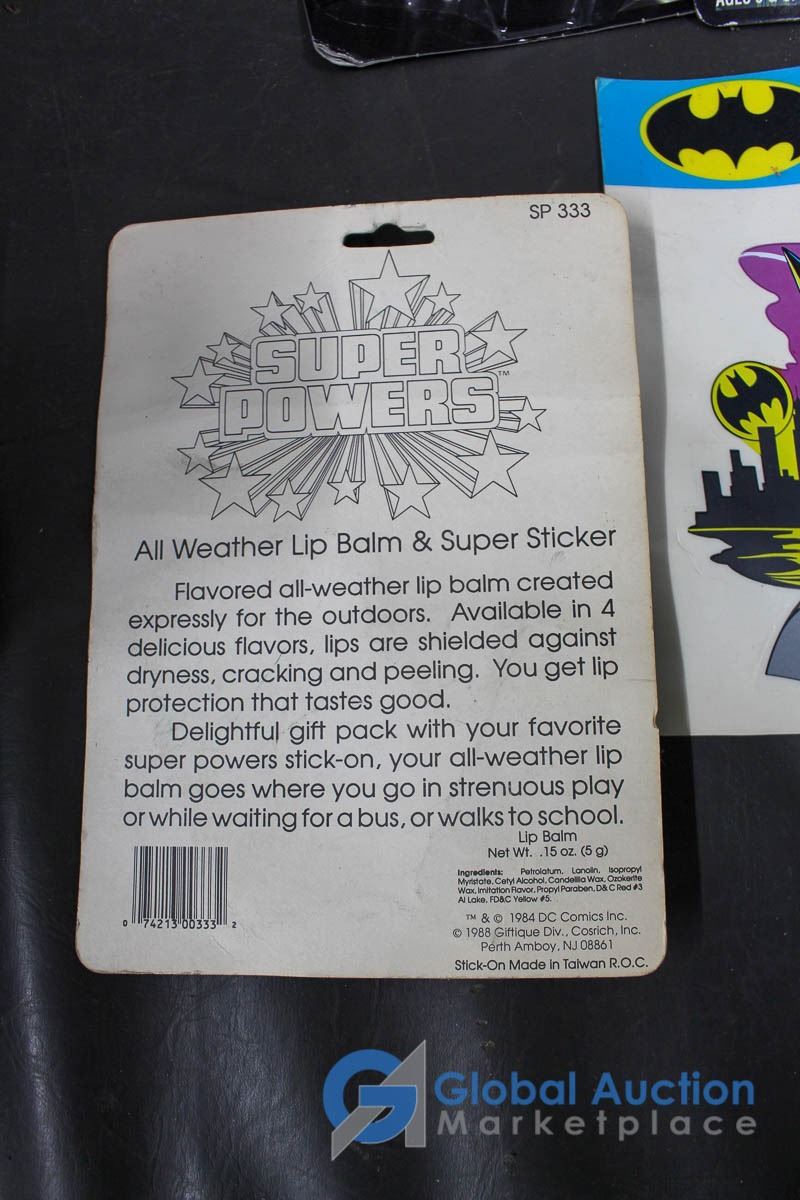 SP 333
SUPER
POWERS™
All Weather Lip Balm & Super Sticker
Flavored all-weather lip balm created
expressly for the outdoors. Available in 4
delicious flavors, lips are shielded against
dryness, cracking and peeling. You get lip
protection that tastes good.
Delightful gift pack with your favorite
super powers stick-on, your all-weather lip
balm goes where you go in strenuous play
or while waiting for a bus, or walks to school.
Lip Balm
Net Wt. .15 oz. (5 g)
Ingredients: Petrolatum, Lanolin, Isopropyl
Myristate, Cetyl Alcohol, Candelilla Wax, Ozokerite
Wax, Imitation Flavor, Propyl Paraben, D& C Red #3
Al Lake, FD&C Yellow #5.
0 74213 00333 2
™ & © 1984 DC Comics Inc.
© 1988 Giftique Div., Cosrich, Inc.
Perth Amboy, NJ 08861
Stick-On Made in Taiwan R.O.C.
Global Auction
Marketplace